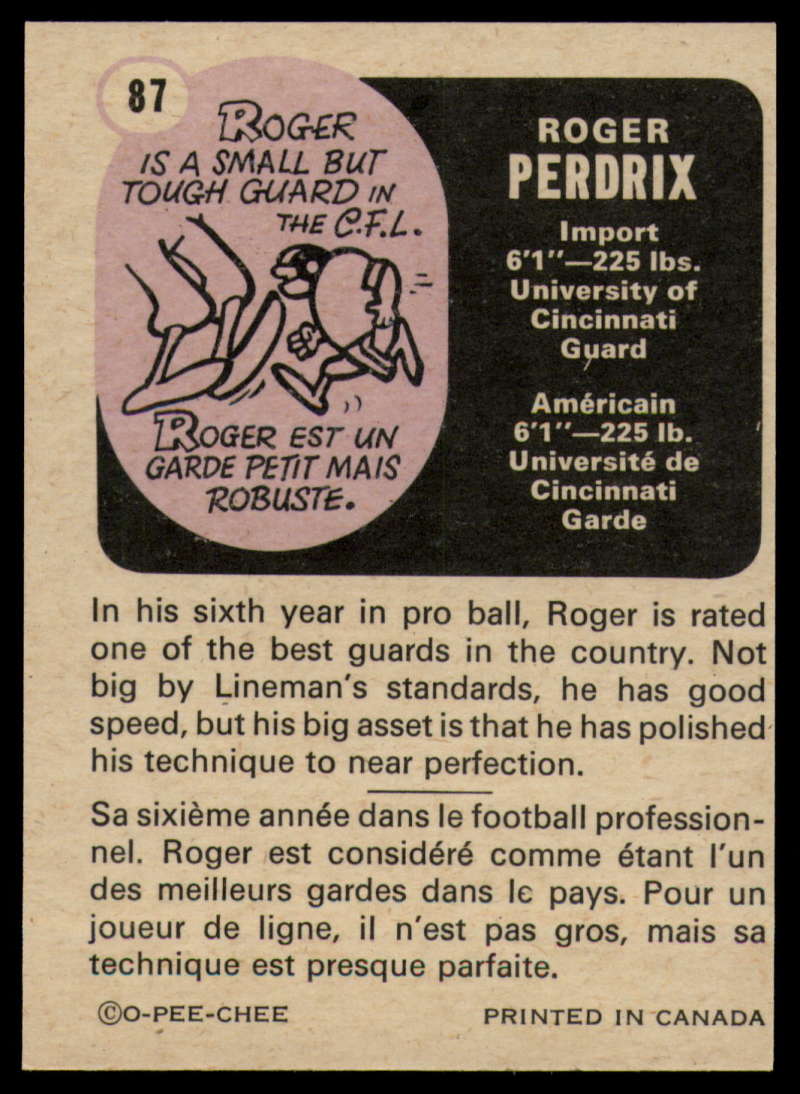 87
ROGER
IS A SMALL BUT
TOUGH GUARD IN
THE C.F.L.
ROGER EST UN
GARDE PETIT MAIS
ROBUSTE.
ROGER
PERDRIX
Import
6'1"—225 lbs.
University of
Cincinnati
Guard
Américain
6'1"—225 lb.
Université de
Cincinnati
Garde
In his sixth year in pro ball, Roger is rated
one of the best guards in the country. Not
big by Lineman's standards, he has good
speed, but his big asset is that he has polished
his technique to near perfection.
Sa sixième année dans le football profession-
nel. Roger est considéré comme étant l'un
des meilleurs gardes dans le pays. Pour un
joueur de ligne, il n'est pas gros, mais sa
technique est presque parfaite.
©O-PEE-CHEE
PRINTED IN CANADA